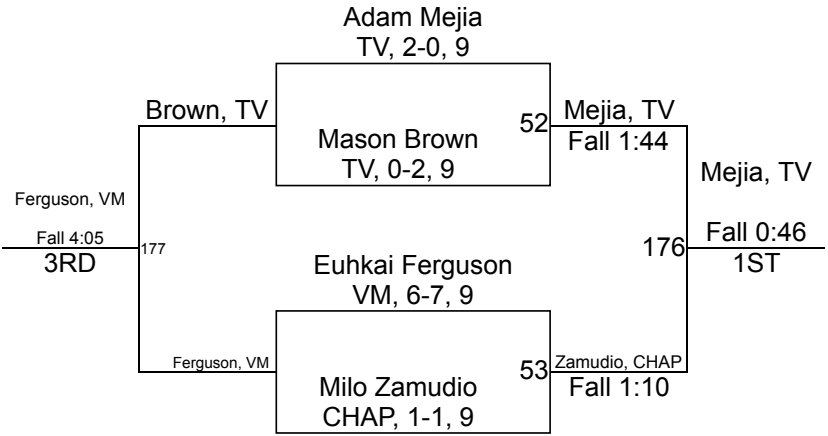 Adam Mejia
TV, 2-0, 9
Brown, TV
52
Mejia, TV
Mason Brown
Fall 1:44
TV, 0-2, 9
Mejia, TV
Ferguson, VM
Fall 4:05
177
176
Fall 0:46
3RD
1ST
Euhkai Ferguson
VM, 6-7, 9
Ferguson, VM
53
Zamudio, CHAP
Milo Zamudio
Fall 1:10
CHAP, 1-1, 9